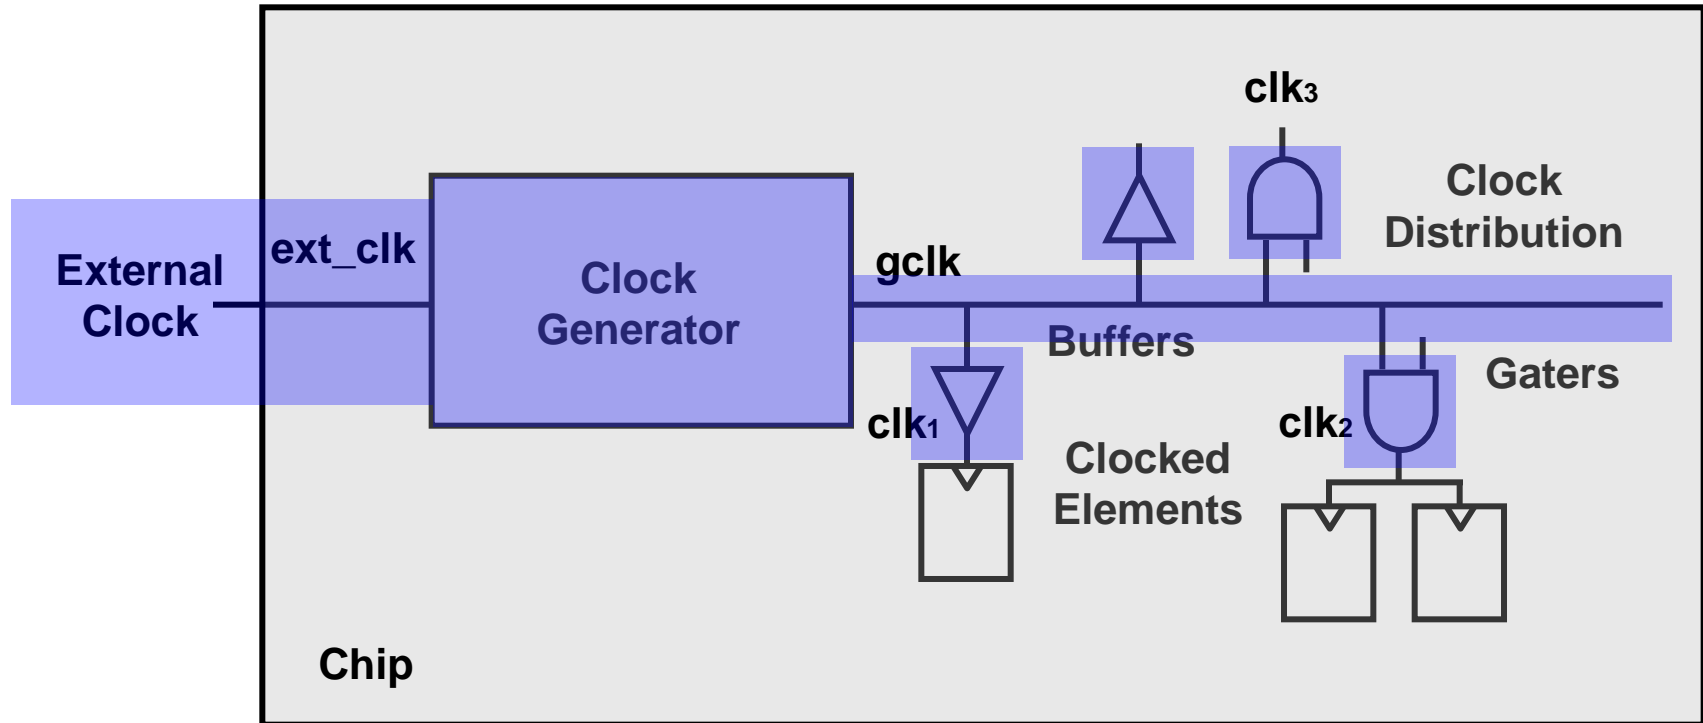 clk3
Clock
Distribution
External
Clock
ext_clk
Clock
Generator
gclk
Buffers
Gaters
clk1
clk2
Clocked
Elements
Chip